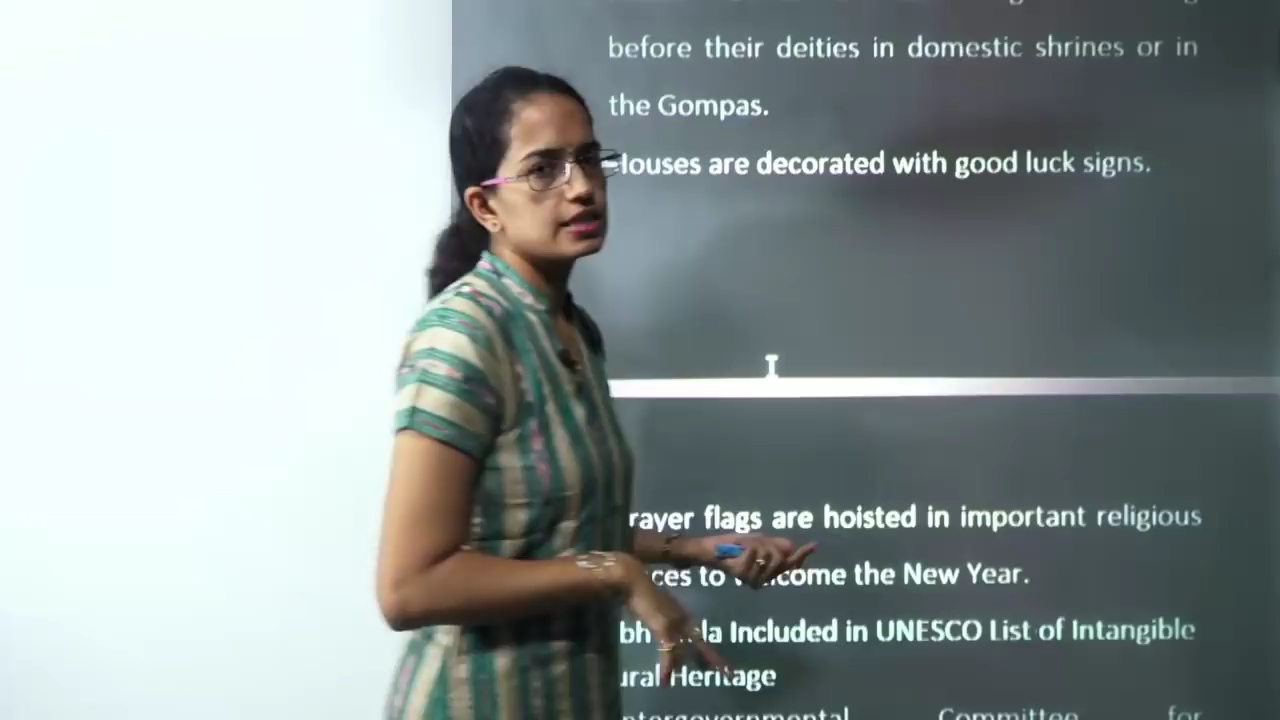 before their deities in domestic shrines or in
the Gompas.
Houses are decorated with good luck signs.
rayer flags are hoisted in important religious
ces to welcome the New Year.
bh la Included in UNESCO List of Intangible
ural Heritage
ntergovernmental Committee for